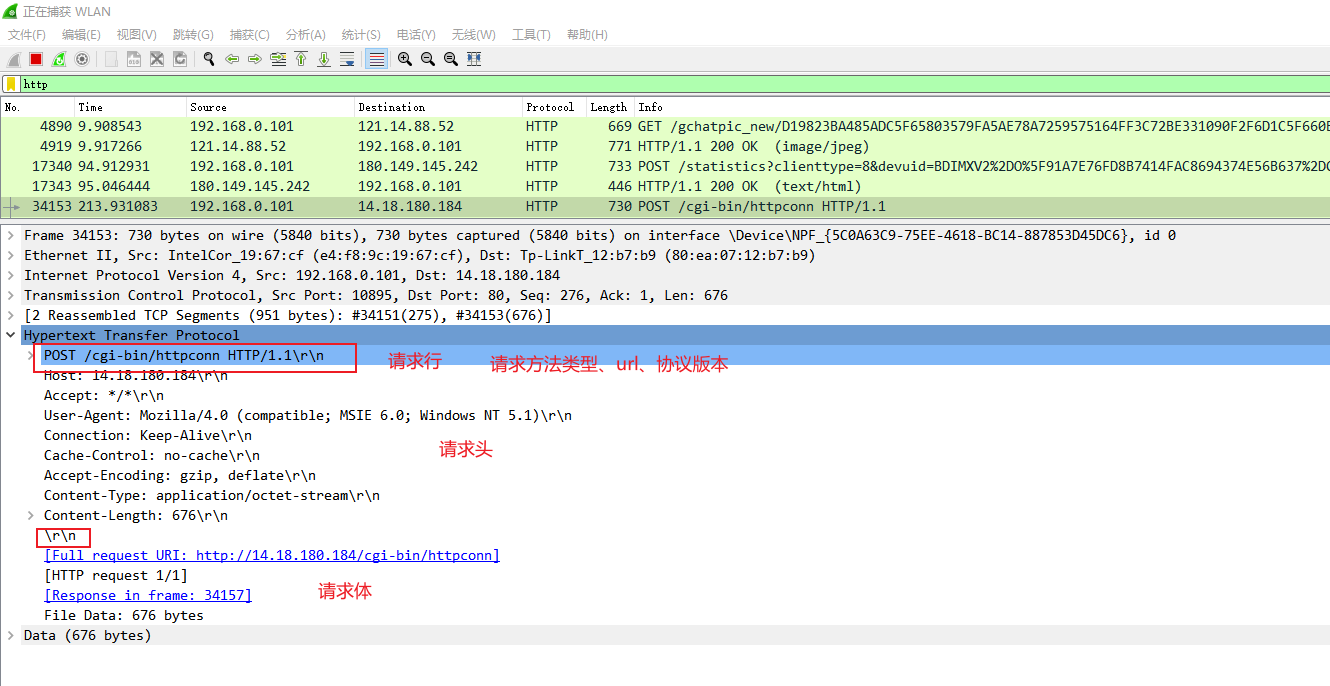 正在捕获 WLAN
文件(F) 编辑(E) 视图(V) 跳转(G) 捕获(C) 分析(A) 统计(S) 电话(Y) 无线(W) 工具(T) 帮助(H)
http
No. Time Source Destination Protocol Length Info
4890 9.908543 192.168.0.101 121.14.88.52 HTTP 669 GET /gchatpic_new/D19823BA485ADC5F65803579FA5AE78A7259575164FF3C72BE331090F2F6D1C5F660E
4919 9.917266 121.14.88.52 192.168.0.101 HTTP 771 HTTP/1.1 200 OK (image/jpeg)
17340 94.912931 192.168.0.101 180.149.145.242 HTTP 733 POST /statistics?clienttype=8&devuid=BDIMXV2%2DO%5F91A7E76FD8B7414FAC8694374E56B637%2DC
17343 95.046444 180.149.145.242 192.168.0.101 HTTP 446 HTTP/1.1 200 OK (text/html)
34153 213.931083 192.168.0.101 14.18.180.184 HTTP 730 POST /cgi-bin/httpconn HTTP/1.1
Frame 34153: 730 bytes on wire (5840 bits), 730 bytes captured (5840 bits) on interface \Device\NPF_{5C0A63C9-75EE-4618-BC14-887853D45DC6}, id 0
Ethernet II, Src: IntelCor_19:67:cf (e4:f8:9c:19:67:cf), Dst: Tp-LinkT_12:b7:b9 (80:ea:07:12:b7:b9)
Internet Protocol Version 4, Src: 192.168.0.101, Dst: 14.18.180.184
Transmission Control Protocol, Src Port: 10895, Dst Port: 80, Seq: 276, Ack: 1, Len: 676
[2 Reassembled TCP Segments (951 bytes): #34151(275), #34153(676)]
Hypertext Transfer Protocol
POST /cgi-bin/httpconn HTTP/1.1\r\n 请求行 请求方法类型、url、协议版本
Host: 14.18.180.184\r\n
Accept: */*\r\n
User-Agent: Mozilla/4.0 (compatible; MSIE 6.0; Windows NT 5.1)\r\n
Connection: Keep-Alive\r\n
请求头
Cache-Control: no-cache\r\n
Accept-Encoding: gzip, deflate\r\n
Content-Type: application/octet-stream\r\n
Content-Length: 676\r\n
\r\n
[Full request URI: http://14.18.180.184/cgi-bin/httpconn]
[HTTP request 1/1]
[Response in frame: 34157] 请求体
File Data: 676 bytes
Data (676 bytes)